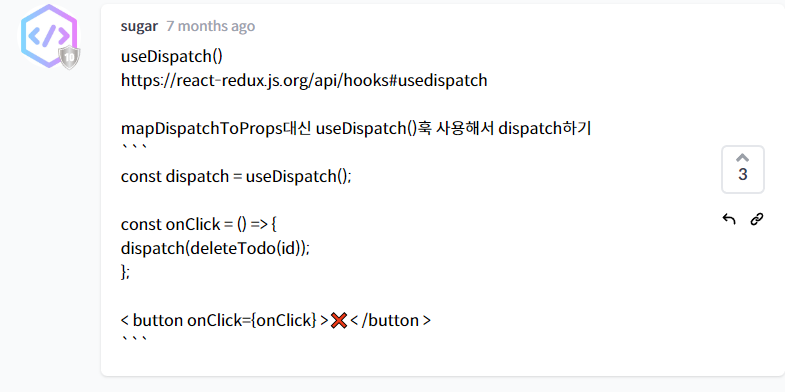 sugar 7 months ago
useDispatch()
https://react-redux.js.org/api/hooks#usedispatch
mapDispatchToProps대신 useDispatch()훅 사용해서 dispatch하기
```
const dispatch = useDispatch();
3
const onClick = () => {
dispatch(deleteTodo(id));
};
< button onClick={onClick} >❌< /button >
```